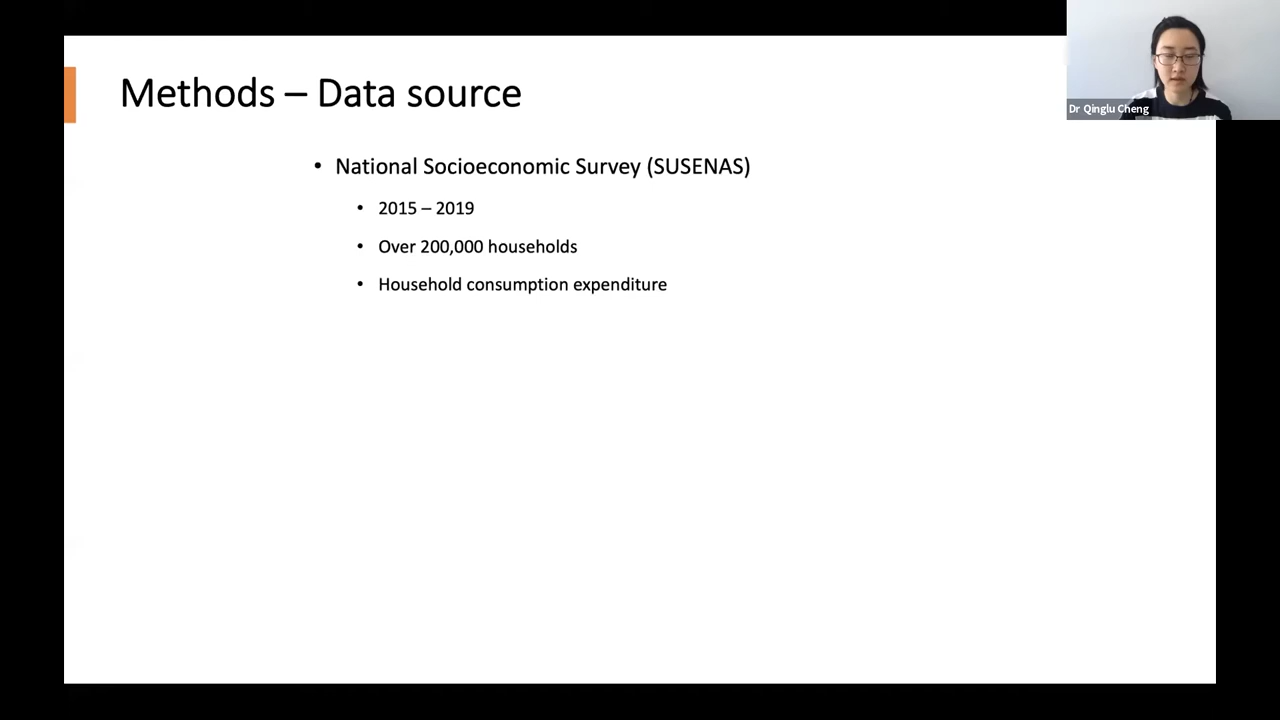 Methods – Data source
Dr Qinglu Cheng
• National Socioeconomic Survey (SUSENAS)
• 2015 – 2019
• Over 200,000 households
• Household consumption expenditure